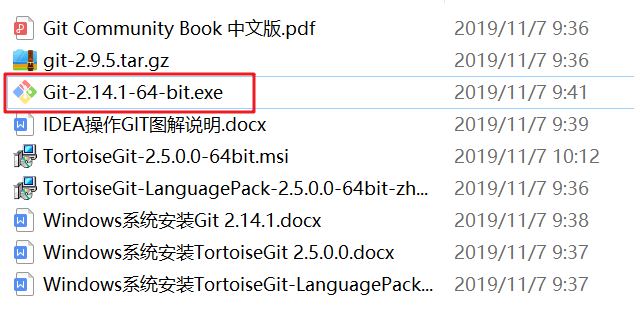 Git Community Book 中文版.pdf 2019/11/7 9:36
git-2.9.5.tar.gz 2019/11/7 9:36
Git-2.14.1-64-bit.exe 2019/11/7 9:41
IDEA操作GIT图解说明.docx 2019/11/7 9:39
TortoiseGit-2.5.0.0-64bit.msi 2019/11/7 10:12
TortoiseGit-LanguagePack-2.5.0.0-64bit-zh... 2019/11/7 9:36
Windows系统安装Git 2.14.1.docx 2019/11/7 9:38
Windows系统安装TortoiseGit 2.5.0.0.docx 2019/11/7 9:37
Windows系统安装TortoiseGit-LanguagePack... 2019/11/7 9:37